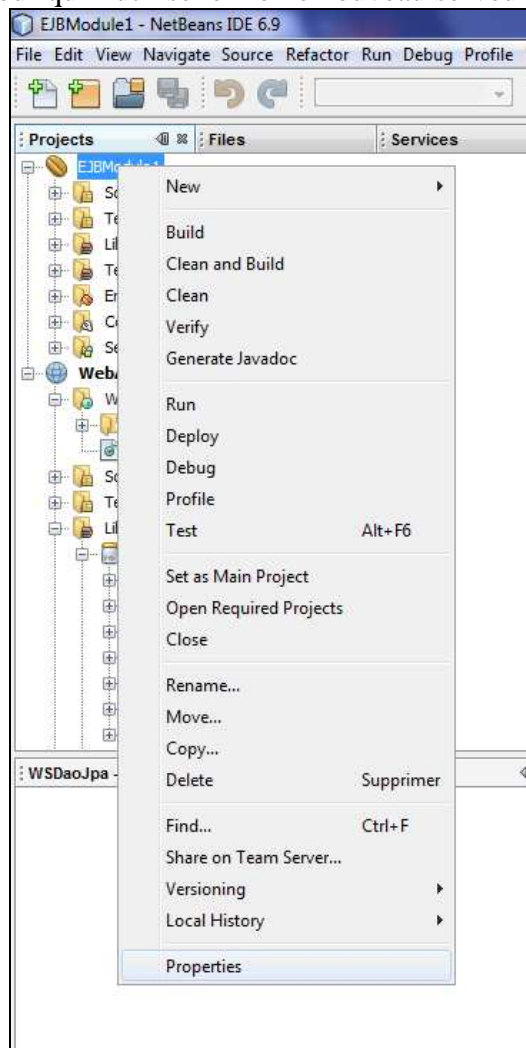 EJBModule1 - NetBeans IDE 6.9
File Edit View Navigate Source Refactor Run Debug Profile
Projects Files Services
New
Build
Clean and Build
Clean
Verify
Generate Javadoc
Run
Deploy
Debug
Profile
Test Alt+F6
Set as Main Project
Open Required Projects
Close
Rename...
Move...
Copy...
Delete Supprimer
Find... Ctrl+F
Share on Team Server...
Versioning
Local History
Properties
WSDaoJpa -